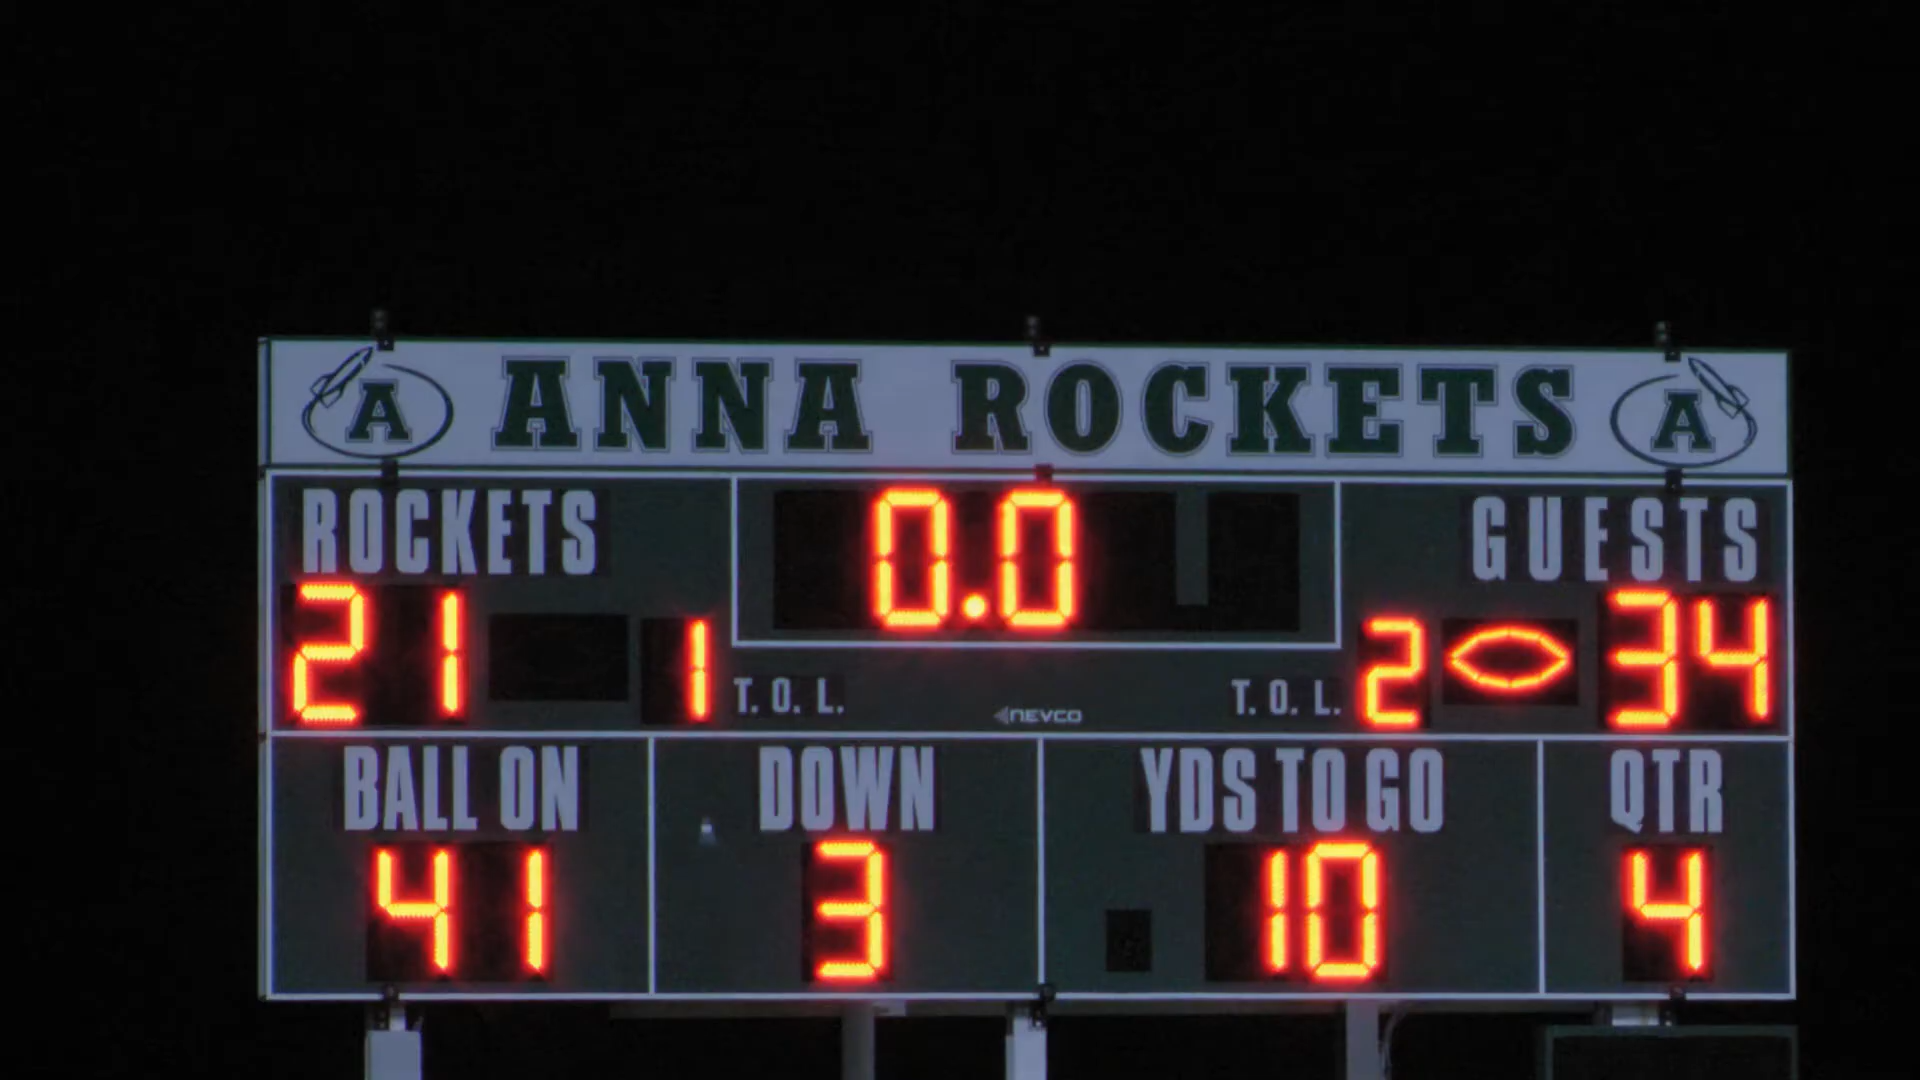 A ANNA ROCKETS A
ROCKETS 0.0 GUESTS
21 1 T. O. L. NEVCO T. O. L. 2 34
BALL ON DOWN YDS TO GO QTR
41 3 10 4